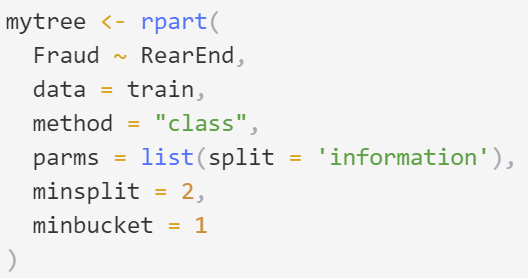 mytree <- rpart(
  Fraud ~ RearEnd,
  data = train,
  method = "class",
  parms = list(split = 'information'),
  minsplit = 2,
  minbucket = 1
)